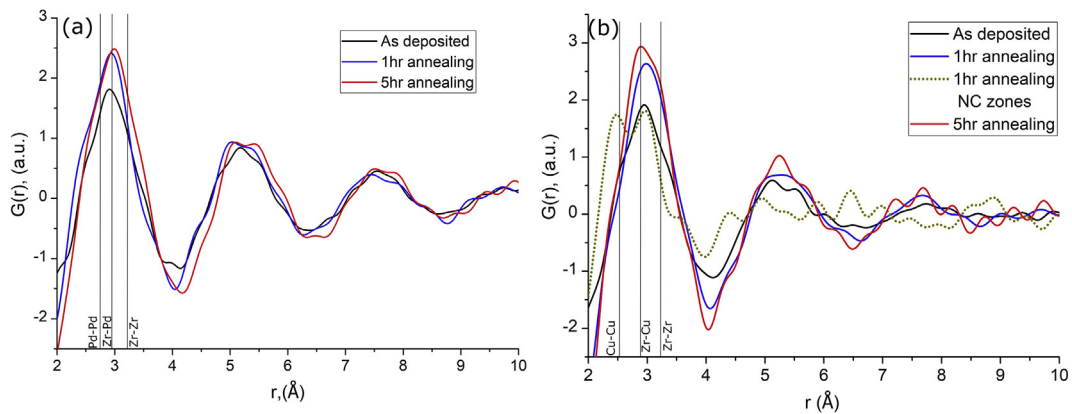 (a)
As deposited
1hr annealing
5hr annealing
3
2
1
0
-1
-2
G(r), (a.u.)
Pd-Pd
Zr-Pd
Zr-Zr
2 3 4 5 6 7 8 9 10
r,(Å)
(b)
As deposited
1hr annealing
1hr annealing
NC zones
5hr annealing
3
2
1
0
-1
-2
G(r), (a.u.)
Cu-Cu
Zr-Cu
Zr-Zr
2 3 4 5 6 7 8 9 10
r (Å)